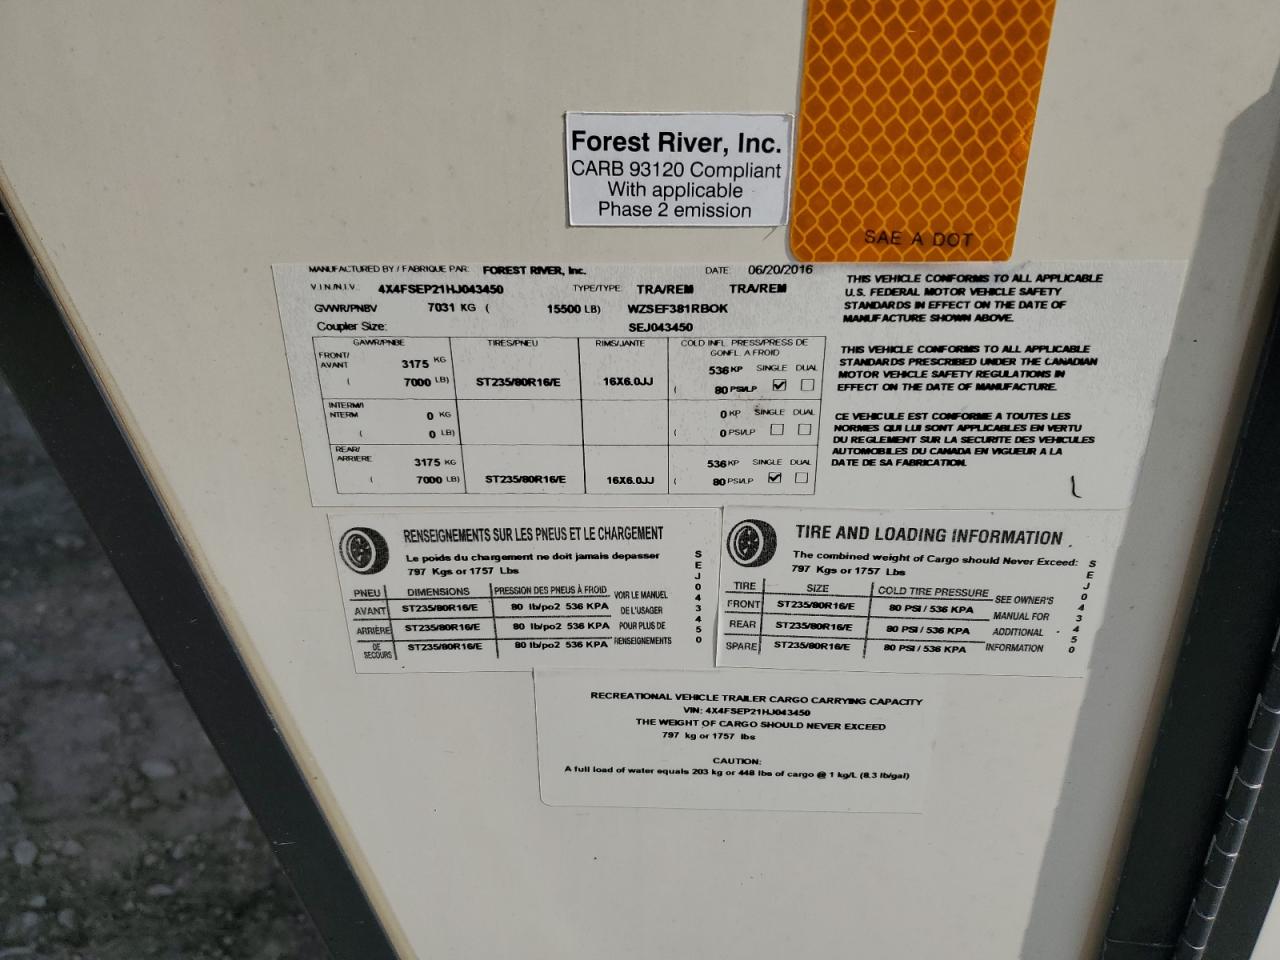 Forest River, Inc.
CARB 93120 Compliant
With applicable
Phase 2 emission
SAE A DOT
MANUFACTURED BY / FABRIQUE PAR: FOREST RIVER, Inc. DATE: 06/20/2016
V.I.N./N.I.V. 4X4FSEP21HJ043450 TYPE/TYPE: TRA/REM TRA/REM
GVWR/PNBV 7031 KG ( 15500 LB) WZSEF381RBOK
Coupler Size: SEJ043450
GAWR/PNBE TIRES/PNEU RIMS/JANTE COLD INFL. PRESS/PRESS DE
GONFL. A FROID
FRONT/
AVANT 3175 KG 536 KP SINGLE DUAL
( 7000 LB) ST235/80R16/E 16X6.0JJ ( 80 PSI/LP
INTERM/I
NTERM 0 KG 0 KP SINGLE DUAL
( 0 LB) ( 0 PSI/LP
REAR/
ARRIERE 3175 KG 536 KP SINGLE DUAL
( 7000 LB) ST235/80R16/E 16X6.0JJ ( 80 PSI/LP
THIS VEHICLE CONFORMS TO ALL APPLICABLE
U.S. FEDERAL MOTOR VEHICLE SAFETY
STANDARDS IN EFFECT ON THE DATE OF
MANUFACTURE SHOWN ABOVE.
THIS VEHICLE CONFORMS TO ALL APPLICABLE
STANDARDS PRESCRIBED UNDER THE CANADIAN
MOTOR VEHICLE SAFETY REGULATIONS IN
EFFECT ON THE DATE OF MANUFACTURE.
CE VEHICULE EST CONFORME A TOUTES LES
NORMES QUI LUI SONT APPLICABLES EN VERTU
DU REGLEMENT SUR LA SECURITE DES VEHICULES
AUTOMOBILES DU CANADA EN VIGUEUR A LA
DATE DE SA FABRICATION.
RENSEIGNEMENTS SUR LES PNEUS ET LE CHARGEMENT
Le poids du chargement ne doit jamais depasser
797 Kgs or 1757 Lbs
PNEU DIMENSIONS PRESSION DES PNEUS À FROID
AVANT ST235/80R16/E 80 lb/po2 536 KPA
ARRIÈRE ST235/80R16/E 80 lb/po2 536 KPA
DE
SECOURS ST235/80R16/E 80 lb/po2 536 KPA
VOIR LE MANUEL
DE L'USAGER
POUR PLUS DE
RENSEIGNEMENTS
SEJ043450
TIRE AND LOADING INFORMATION
The combined weight of Cargo should Never Exceed:
797 Kgs or 1757 Lbs
TIRE SIZE COLD TIRE PRESSURE
FRONT ST235/80R16/E 80 PSI / 536 KPA
REAR ST235/80R16/E 80 PSI / 536 KPA
SPARE ST235/80R16/E 80 PSI / 536 KPA
SEE OWNER'S
MANUAL FOR
ADDITIONAL
INFORMATION
SEJ043450
RECREATIONAL VEHICLE TRAILER CARGO CARRYING CAPACITY
VIN: 4X4FSEP21HJ043450
THE WEIGHT OF CARGO SHOULD NEVER EXCEED
797 kg or 1757 lbs
CAUTION:
A full load of water equals 203 kg or 448 lbs of cargo @ 1 kg/L (8.3 lb/gal)